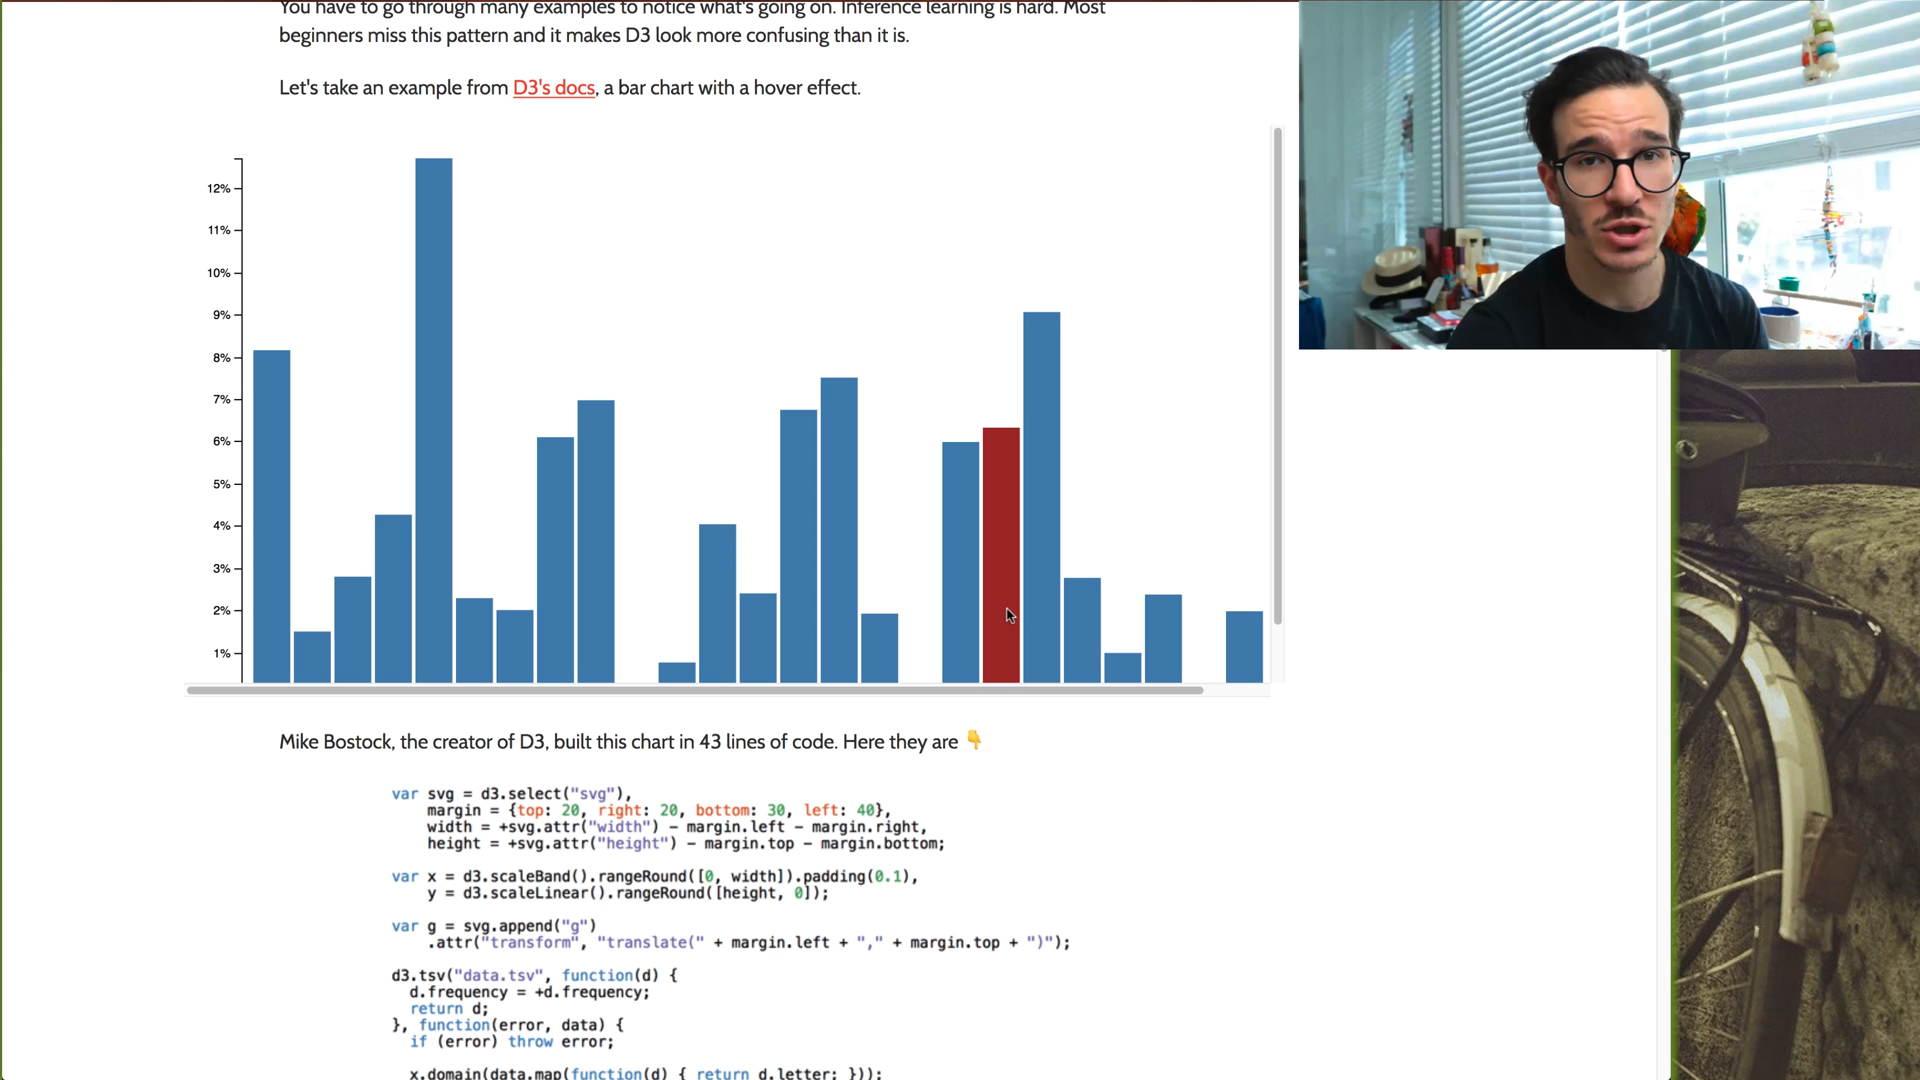 You have to go through many examples to notice what's going on. Inference learning is hard. Most
beginners miss this pattern and it makes D3 look more confusing than it is.
Let's take an example from D3's docs, a bar chart with a hover effect.
12%
11%
10%
9%
8%
7%
6%
5%
4%
3%
2%
1%
Mike Bostock, the creator of D3, built this chart in 43 lines of code. Here they are 👇
var svg = d3.select("svg"),
    margin = {top: 20, right: 20, bottom: 30, left: 40},
    width = +svg.attr("width") - margin.left - margin.right,
    height = +svg.attr("height") - margin.top - margin.bottom;
var x = d3.scaleBand().rangeRound([0, width]).padding(0.1),
    y = d3.scaleLinear().rangeRound([height, 0]);
var g = svg.append("g")
    .attr("transform", "translate(" + margin.left + "," + margin.top + ")");
d3.tsv("data.tsv", function(d) {
  d.frequency = +d.frequency;
  return d;
}, function(error, data) {
  if (error) throw error;
  x.domain(data.map(function(d) { return d.letter; }));